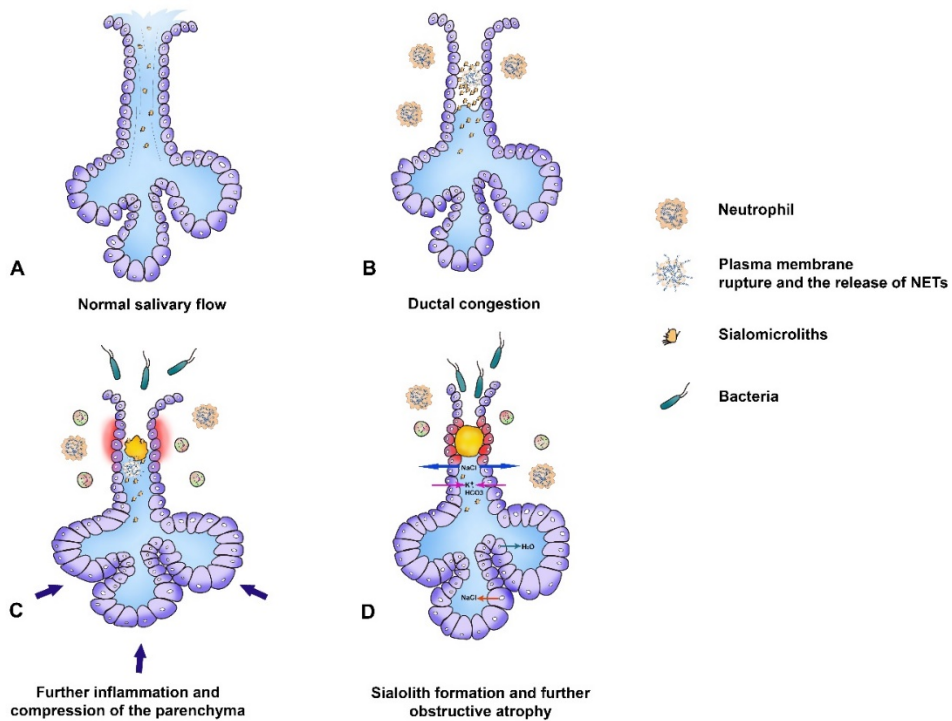 A
Normal salivary flow
B
Ductal congestion
Neutrophil
Plasma membrane
rupture and the release of NETs
Sialomicroliths
Bacteria
C
Further inflammation and
compression of the parenchyma
NaCl
K⁺
HCO3
H₂O
NaCl
D
Sialolith formation and further
obstructive atrophy